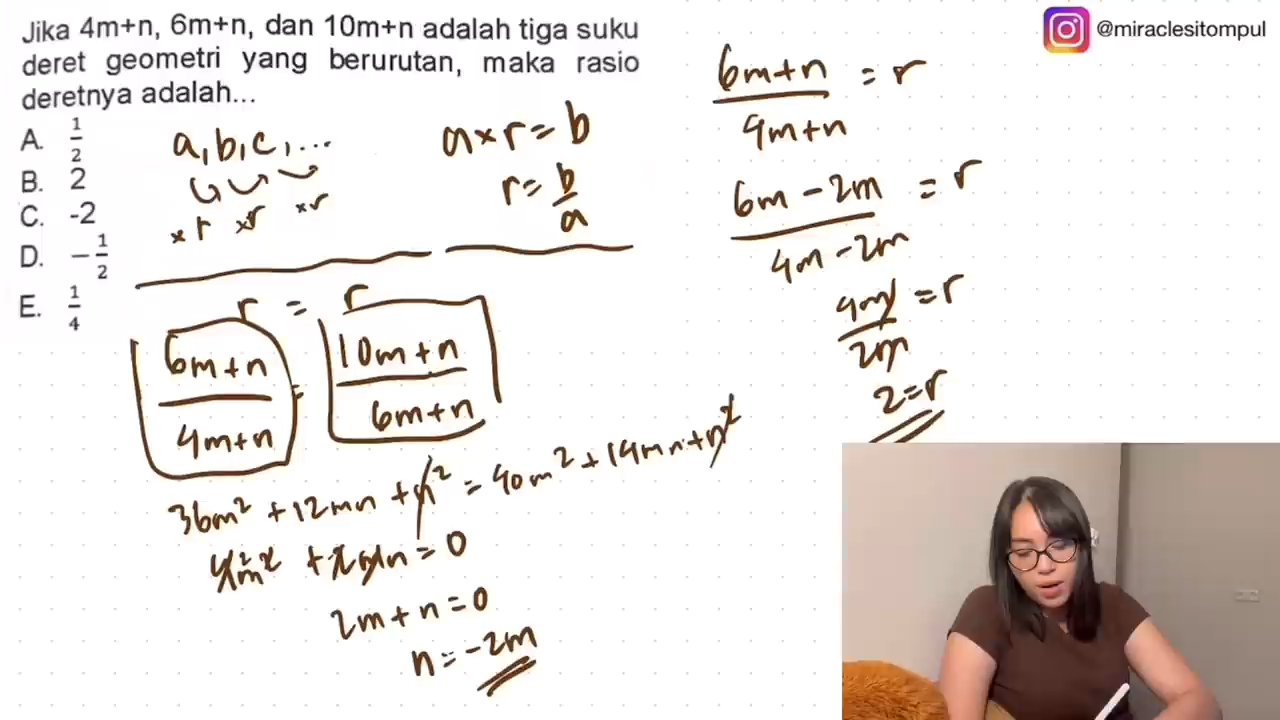 Jika 4m+n, 6m+n, dan 10m+n adalah tiga suku
deret geometri yang berurutan, maka rasio
deretnya adalah...
A. 1/2
B. 2
C. -2
D. -1/2
E. 1/4
a, b, c, ...
×r ×r ×r
a×r = b
r = b/a
r = r
6m+n/4m+n = 10m+n/6m+n
36m² + 12mn + n² = 40m² + 14mn + n²
4m² + 2mn = 0
2m + n = 0
n = -2m
6m+n/4m+n = r
6m - 2m/4m - 2m = r
4m/2m = r
2 = r
@miraclesitompul